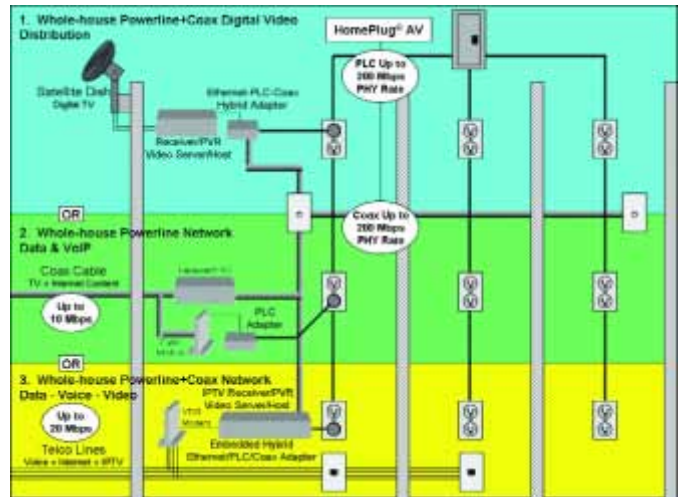 1. Whole-house Powerline+Coax Digital Video
Distribution
HomePlug® AV
PLC Up to
200 Mbps
PHY Rate
Satellite Dish
Digital TV
Ethernet-PLC-Coax
Hybrid Adapter
Receiver/PVR
Video Server/Host
OR
2. Whole-house Powerline Network
Data & VoIP
Coax Up to
200 Mbps
PHY Rate
Coax Cable
TV + Internet Content
Up to
10 Mbps
PLC
Adapter
OR
3. Whole-house Powerline+Coax Network
Data - Voice - Video
IPTV Receiver/PVR
Video Server/Host
Up to
20 Mbps
Modem
Telco Lines
Voice + Internet + IPTV
Embedded Hybrid
Ethernet/PLC/Coax Adapter